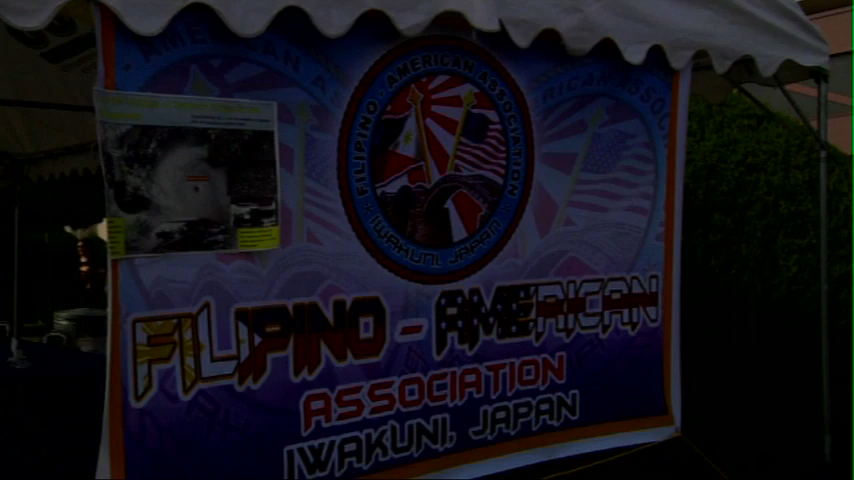 FILIPINO - AMERICAN ASSOCIATION
IWAKUNI, JAPAN
FILIPINO - AMERICAN
ASSOCIATION
IWAKUNI, JAPAN